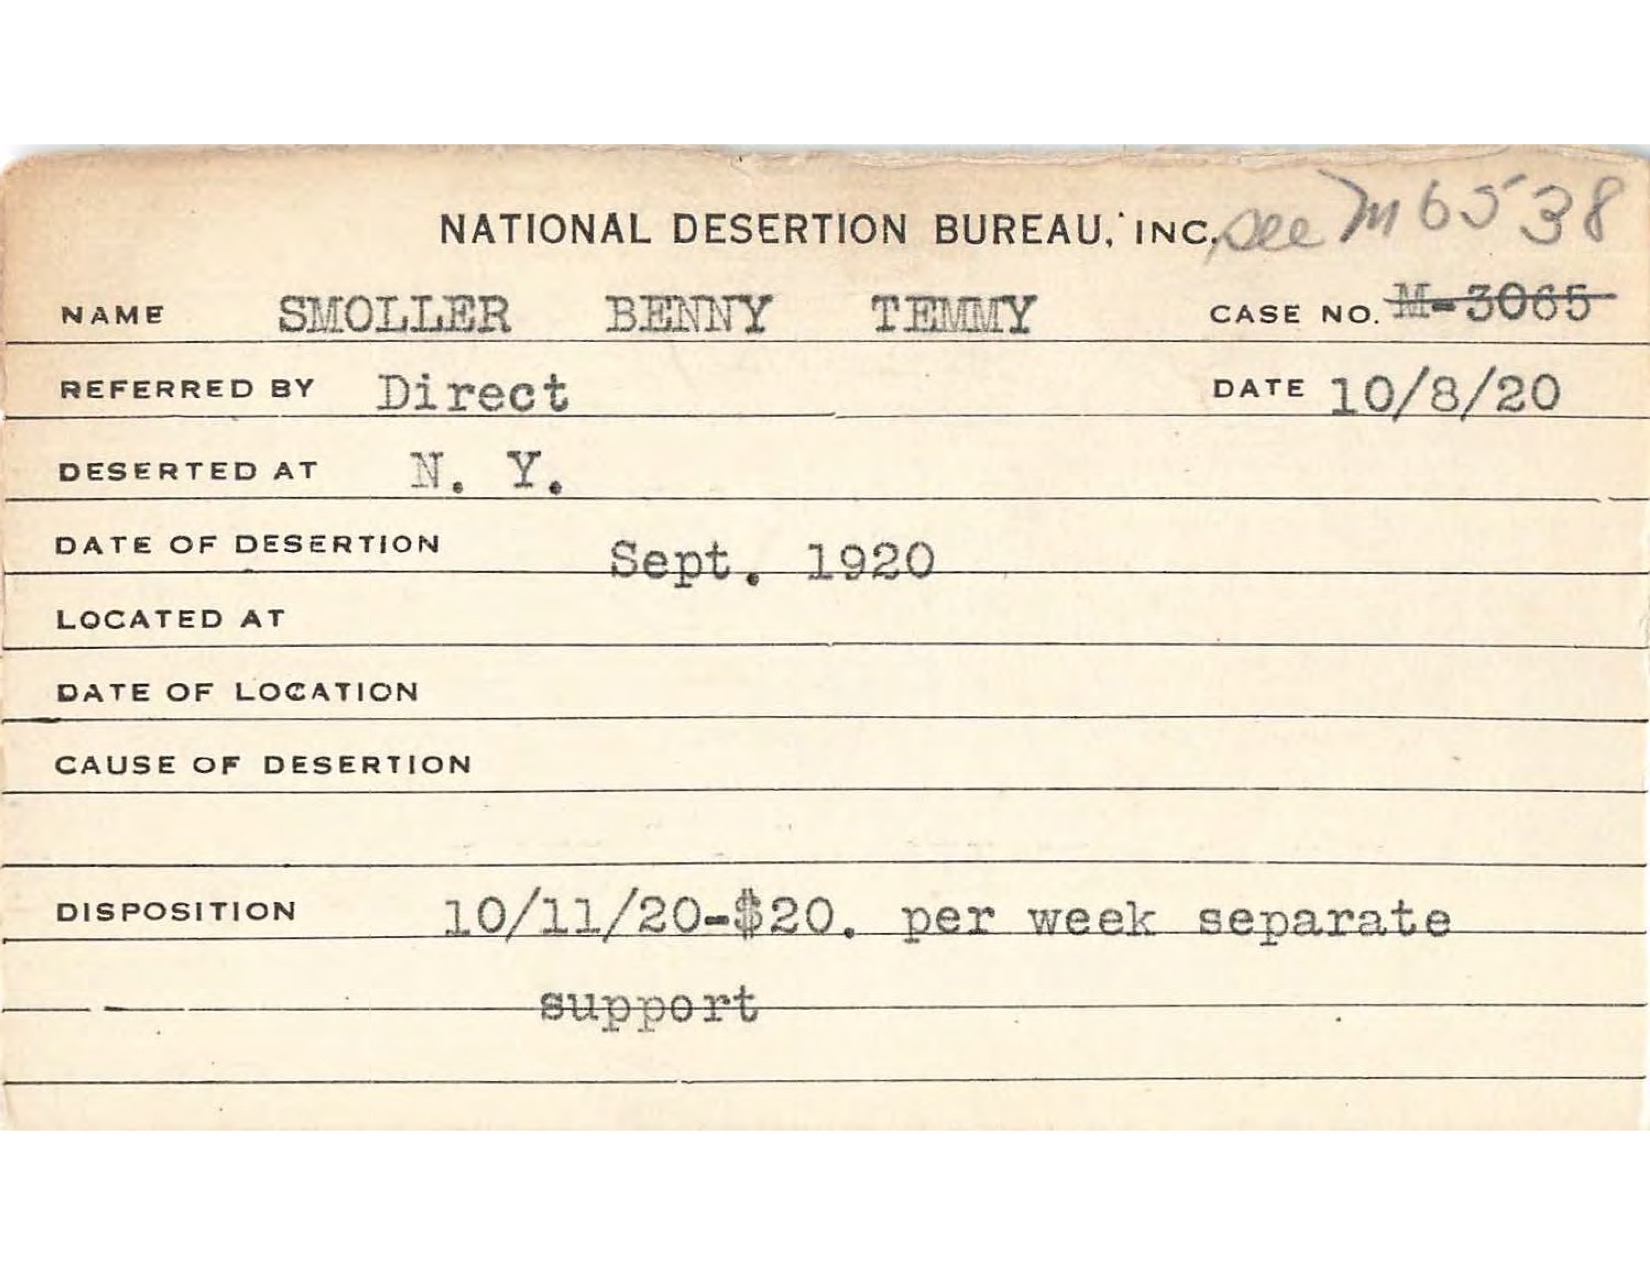 NATIONAL DESERTION BUREAU, INC. see M6538
NAME SMOLLER BENNY TEMMY CASE NO. M-3065
REFERRED BY Direct DATE 10/8/20
DESERTED AT N. Y.
DATE OF DESERTION Sept. 1920
LOCATED AT
DATE OF LOCATION
CAUSE OF DESERTION
DISPOSITION 10/11/20-$20. per week separate
support